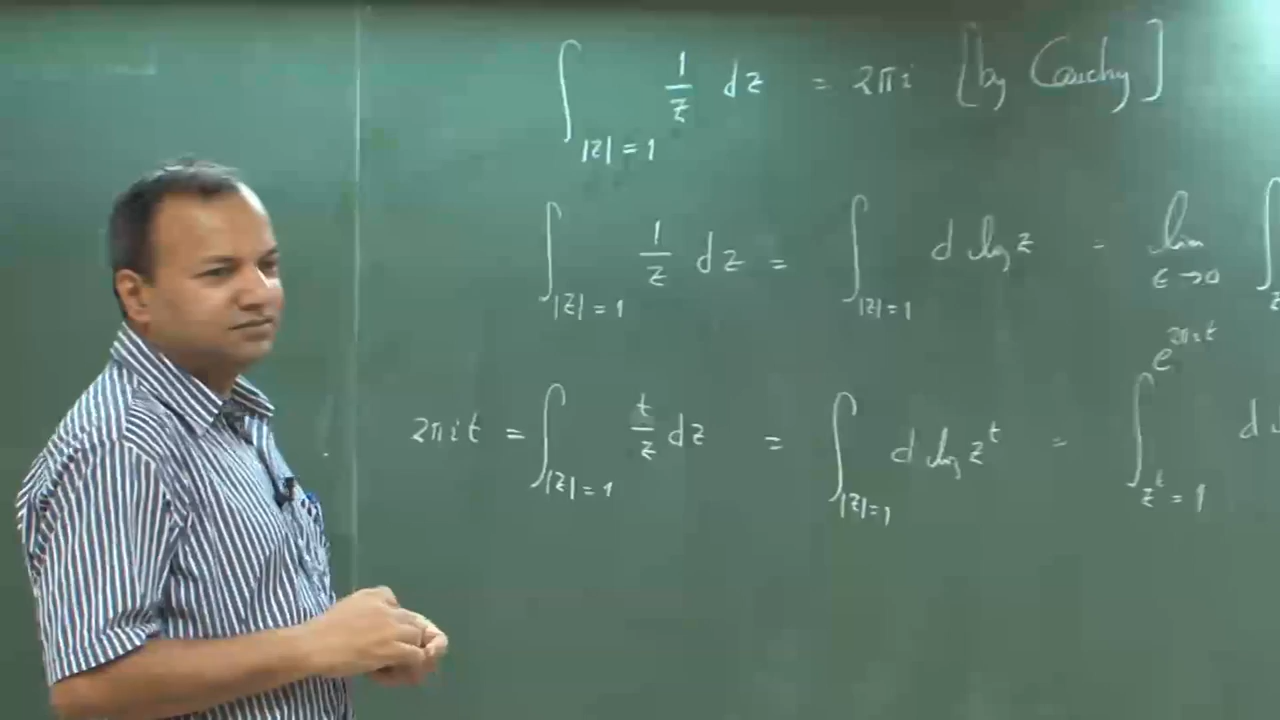 ∫_{|z|=1} 1/z dz = 2πi [by Cauchy]
∫_{|z|=1} 1/z dz = ∫_{|z|=1} d log z = lim_{ε→0} ∫
2πit = ∫_{|z|=1} t/z dz = ∫_{|z|=1} d log z^t = ∫_{z^t=1}^{e^{2πit}} d